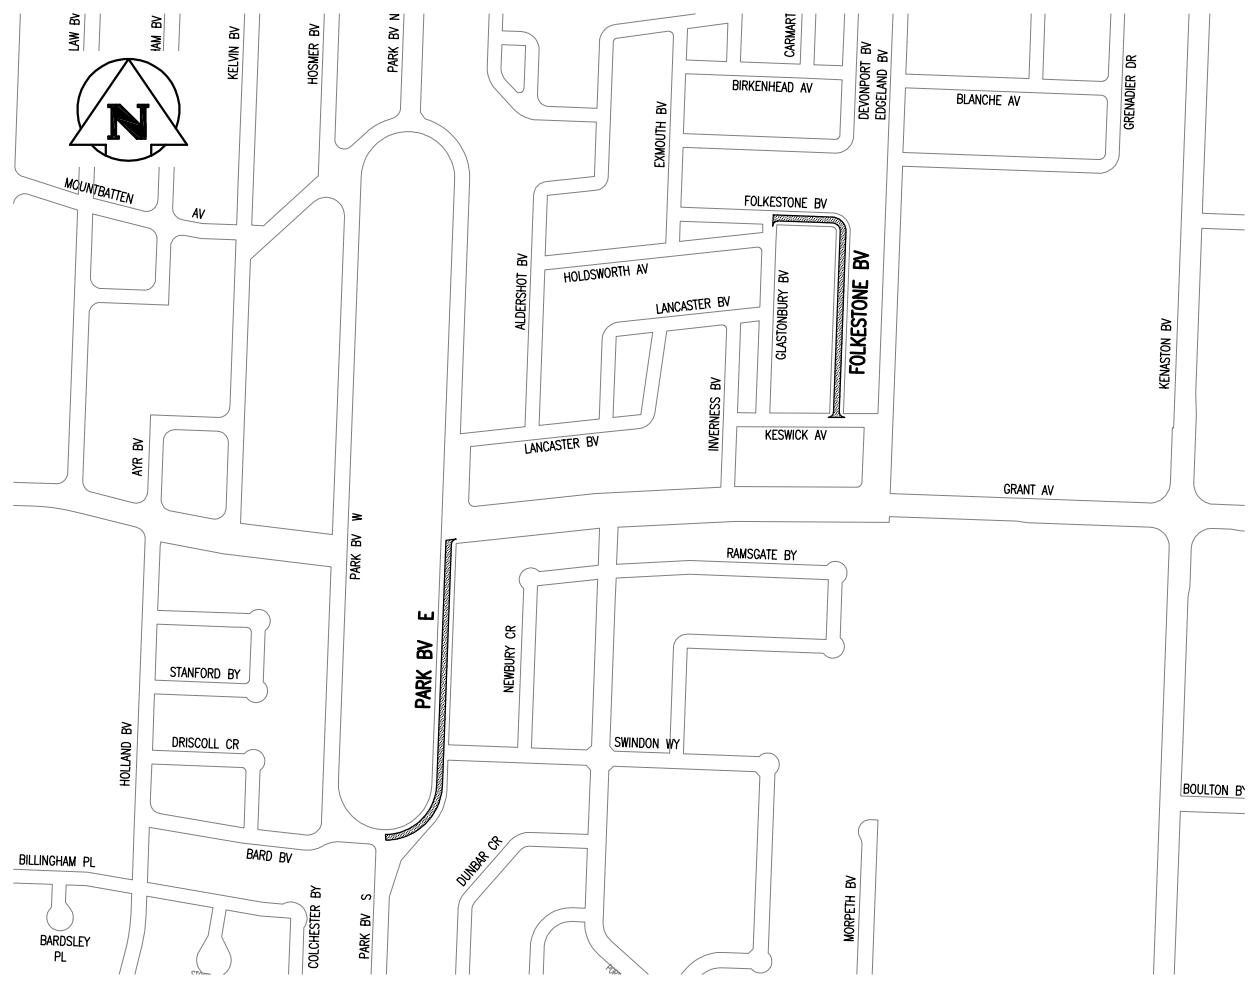 LAW BV
AM BV
KELVIN BV
HOSMER BV
PARK BV N
CARMART
DEVONPORT BV
EDGELAND BV
GRENADIER DR
BIRKENHEAD AV
BLANCHE AV
EXMOUTH BV
N
MOUNTBATTEN
AV
FOLKESTONE BV
HOLDSWORTH AV
ALDERSHOT BV
LANCASTER BV
GLASTONBURY BV
FOLKESTONE BV
KENASTON BV
INVERNESS BV
KESWICK AV
LANCASTER BV
AYR BV
GRANT AV
PARK BV W
RAMSGATE BY
PARK BV E
NEWBURY CR
STANFORD BY
HOLLAND BV
DRISCOLL CR
SWINDON WY
BOULTON BY
BARD BV
DUNBAR CR
BILLINGHAM PL
COLCHESTER BY
PARK BV S
MORPETH BV
BARDSLEY
PL